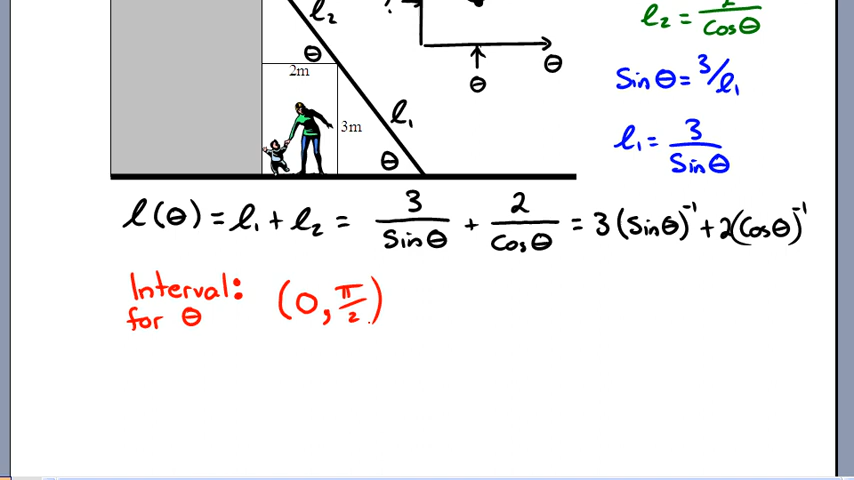 l₂
?
θ
2m
l₁
3m
θ
θ
θ
l₂ = 2/Cosθ
Sinθ = 3/l₁
l₁ = 3/Sinθ
l(θ) = l₁ + l₂ = 3/Sinθ + 2/Cosθ = 3(Sinθ)⁻¹ + 2(Cosθ)⁻¹
Interval: (0, π/2)
for θ